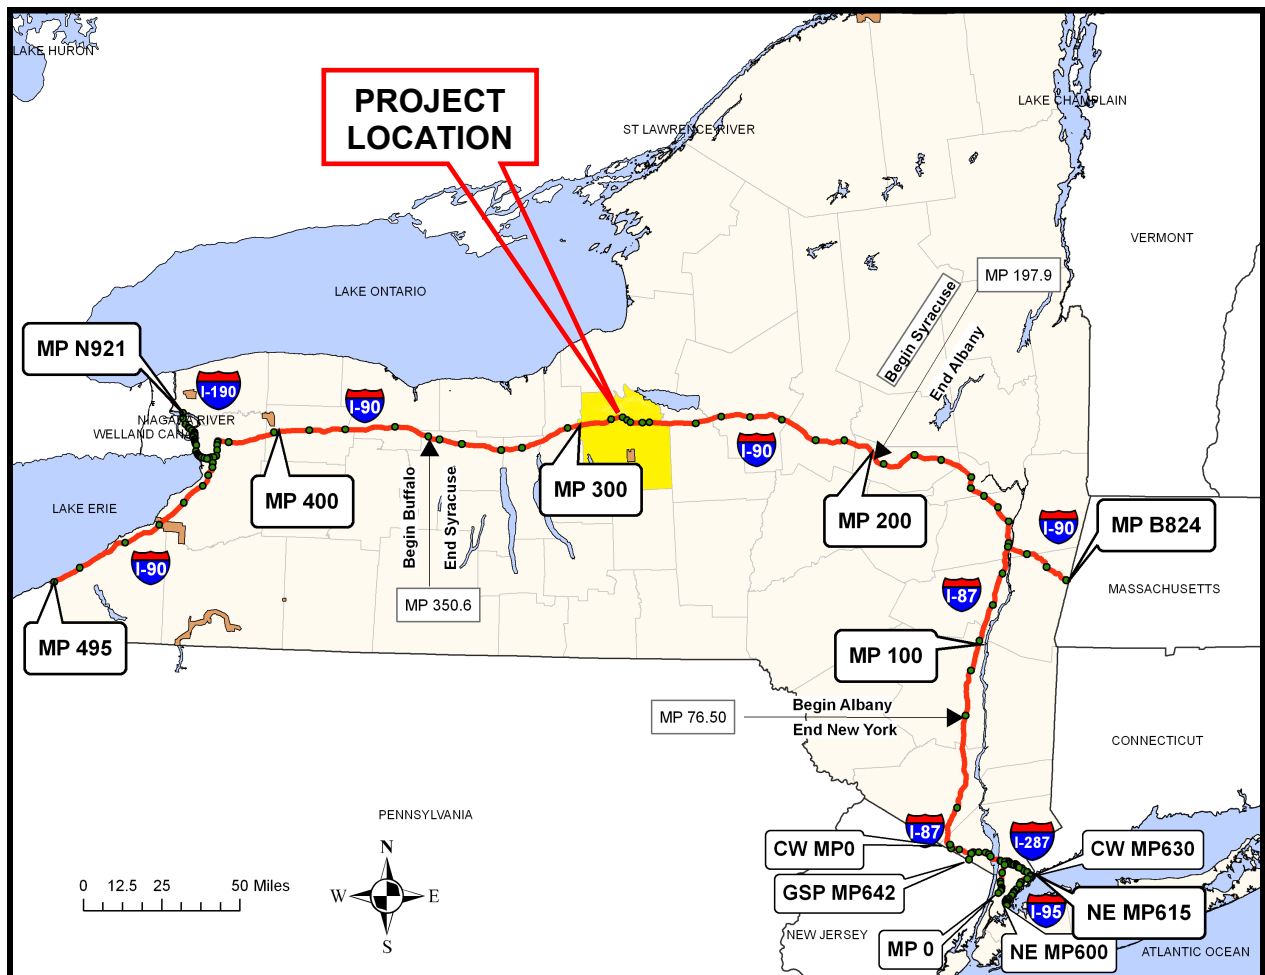 LAKE HURON
PROJECT
LOCATION
ST LAWRENCE RIVER
LAKE CHAMPLAIN
VERMONT
MP 197.9
LAKE ONTARIO
Begin Syracuse
End Albany
MP N921
I-190
I-90
NIAGARA RIVER
WELLAND CANAL
I-90
MP 400
MP 300
MP 200
LAKE ERIE
Begin Buffalo
End Syracuse
I-90
MP B824
I-90
I-87
MASSACHUSETTS
MP 350.6
MP 495
MP 100
MP 76.50
Begin Albany
End New York
CONNECTICUT
PENNSYLVANIA
I-87
I-287
CW MP0
CW MP630
GSP MP642
NE MP615
I-95
NEW JERSEY
MP 0
NE MP600
ATLANTIC OCEAN
0 12.5 25 50 Miles
N
W E
S